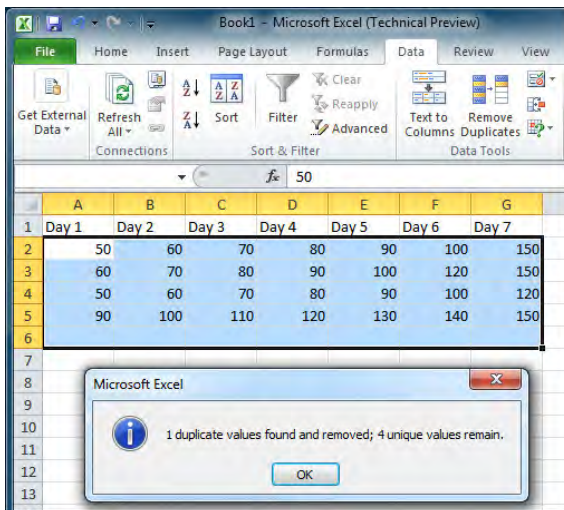 Book1 - Microsoft Excel (Technical Preview)
File Home Insert Page Layout Formulas Data Review View
Get External Data
Refresh All
Connections
A Z
Z A
Sort
Filter
Clear
Reapply
Advanced
Sort & Filter
Text to Columns
Remove Duplicates
Data Tools
fx 50
A B C D E F G
1 Day 1 Day 2 Day 3 Day 4 Day 5 Day 6 Day 7
2 50 60 70 80 90 100 150
3 60 70 80 90 100 120 150
4 50 60 70 80 90 100 120
5 90 100 110 120 130 140 150
6
7
8 Microsoft Excel
9
10 1 duplicate values found and removed; 4 unique values remain.
11
12 OK
13